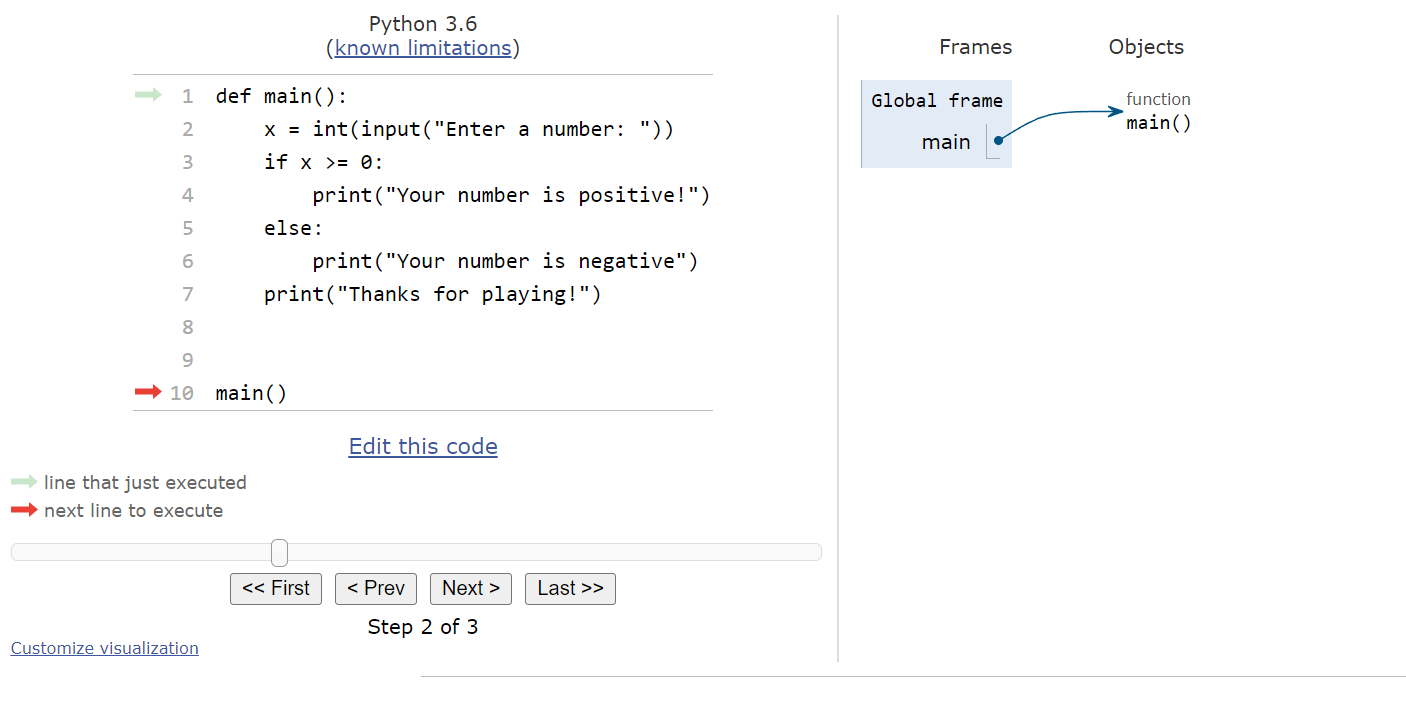 Python 3.6
(known limitations)
1 def main():
2     x = int(input("Enter a number: "))
3     if x >= 0:
4         print("Your number is positive!")
5     else:
6         print("Your number is negative")
7     print("Thanks for playing!")
8
9
10 main()
Edit this code
line that just executed
next line to execute
<< First < Prev Next > Last >>
Step 2 of 3
Customize visualization
Frames Objects
Global frame
main
function
main()